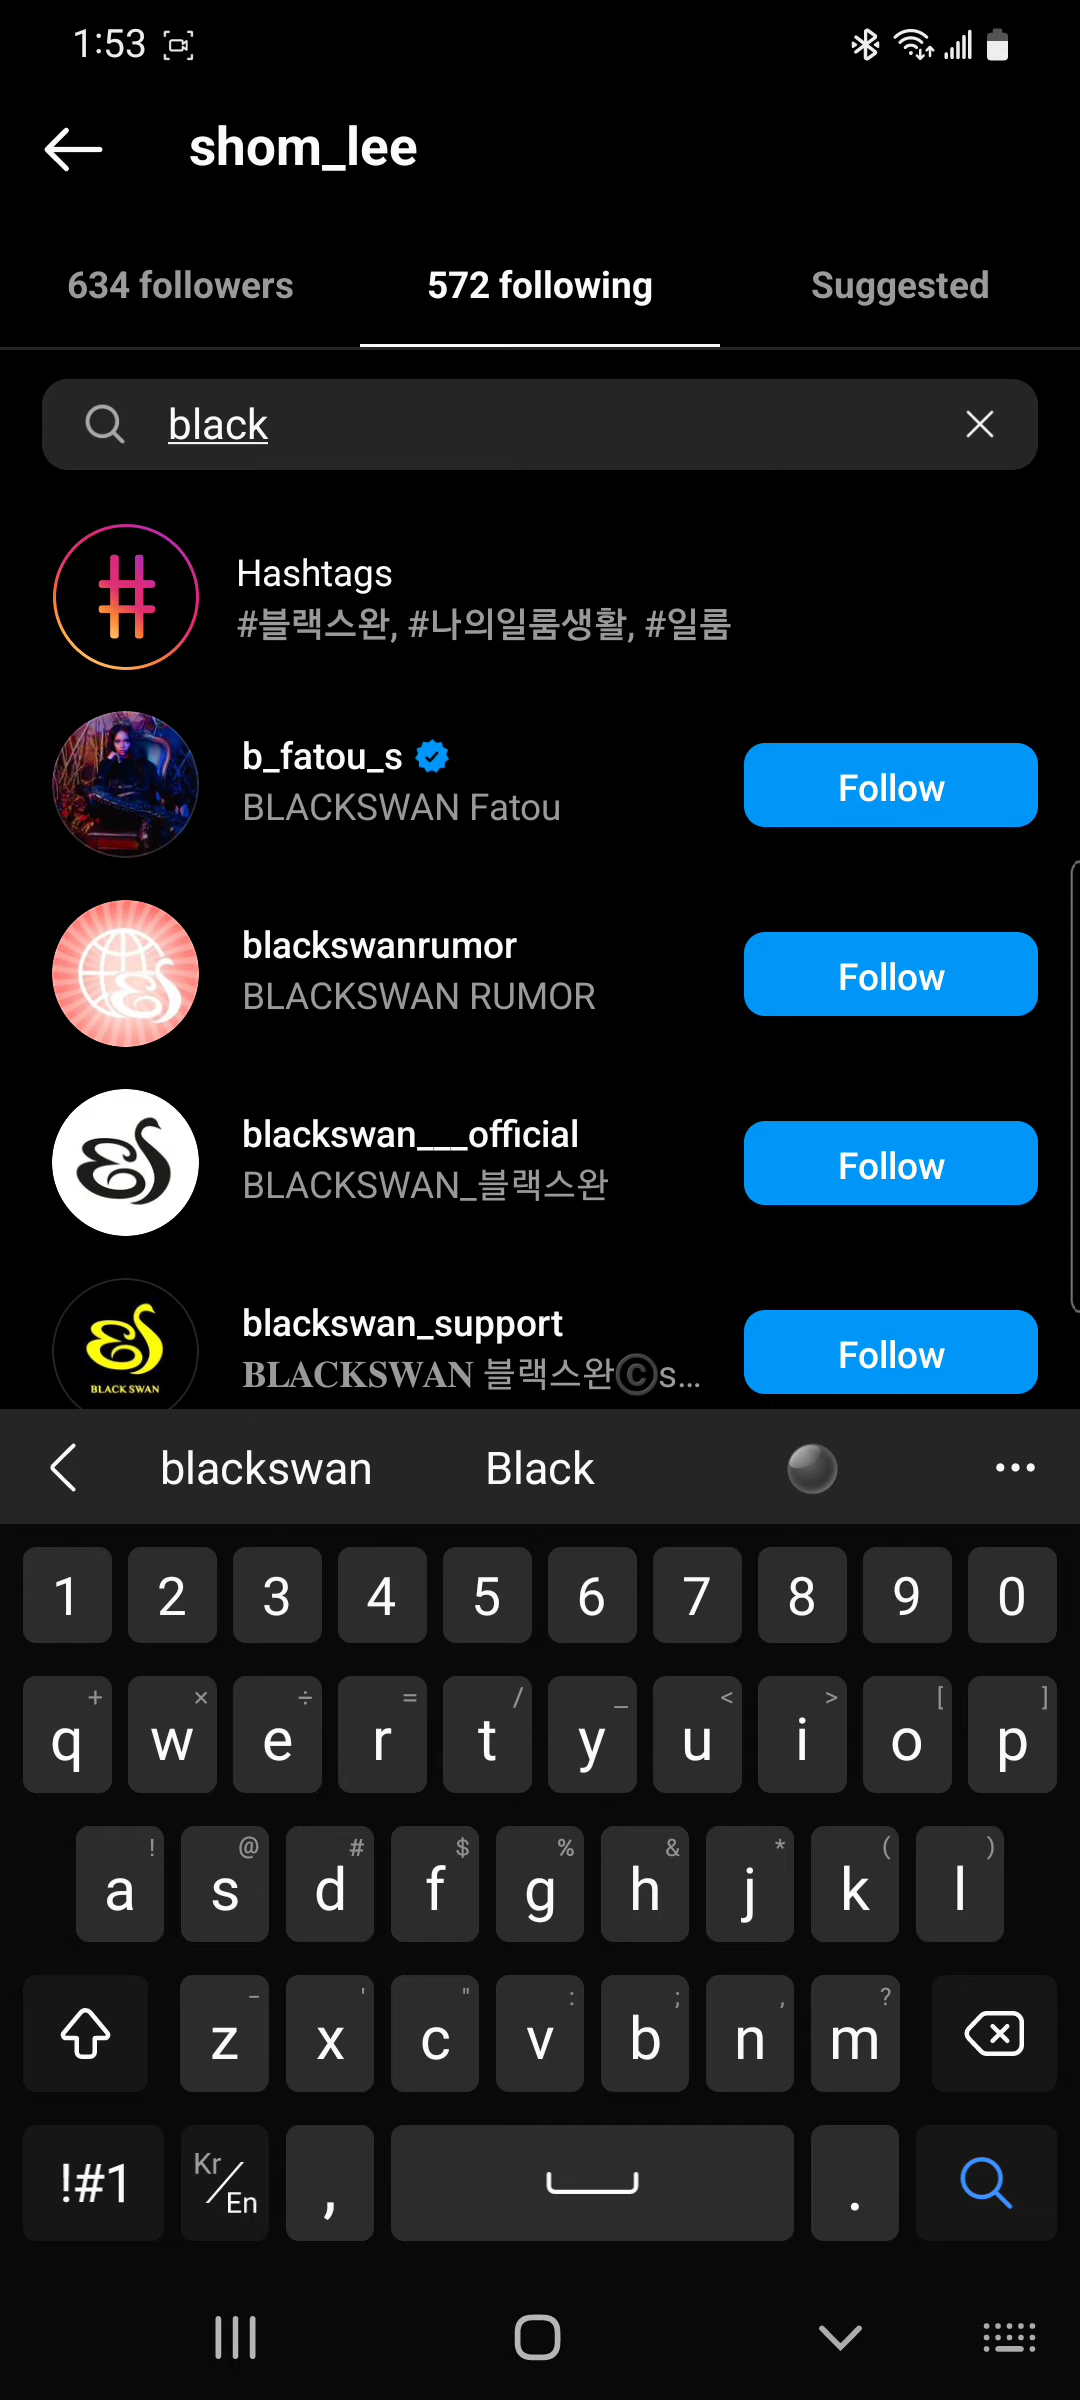 1:53
shom_lee
634 followers
572 following
Suggested
black
Hashtags
#블랙스완, #나의일룸생활, #일룸
b_fatou_s
BLACKSWAN Fatou
Follow
blackswanrumor
BLACKSWAN RUMOR
Follow
blackswan___official
BLACKSWAN_블랙스완
Follow
BLACK SWAN
blackswan_support
𝐁𝐋𝐀𝐂𝐊𝐒𝐖𝐀𝐍 블랙스완Ⓒs...
Follow
blackswan Black
1 2 3 4 5 6 7 8 9 0
+ × ÷ = / _ < > [ ]
q w e r t y u i o p
! @ # $ % & * ( )
a s d f g h j k l
- ' " : ; , ?
z x c v b n m
!#1 Kr/En , .